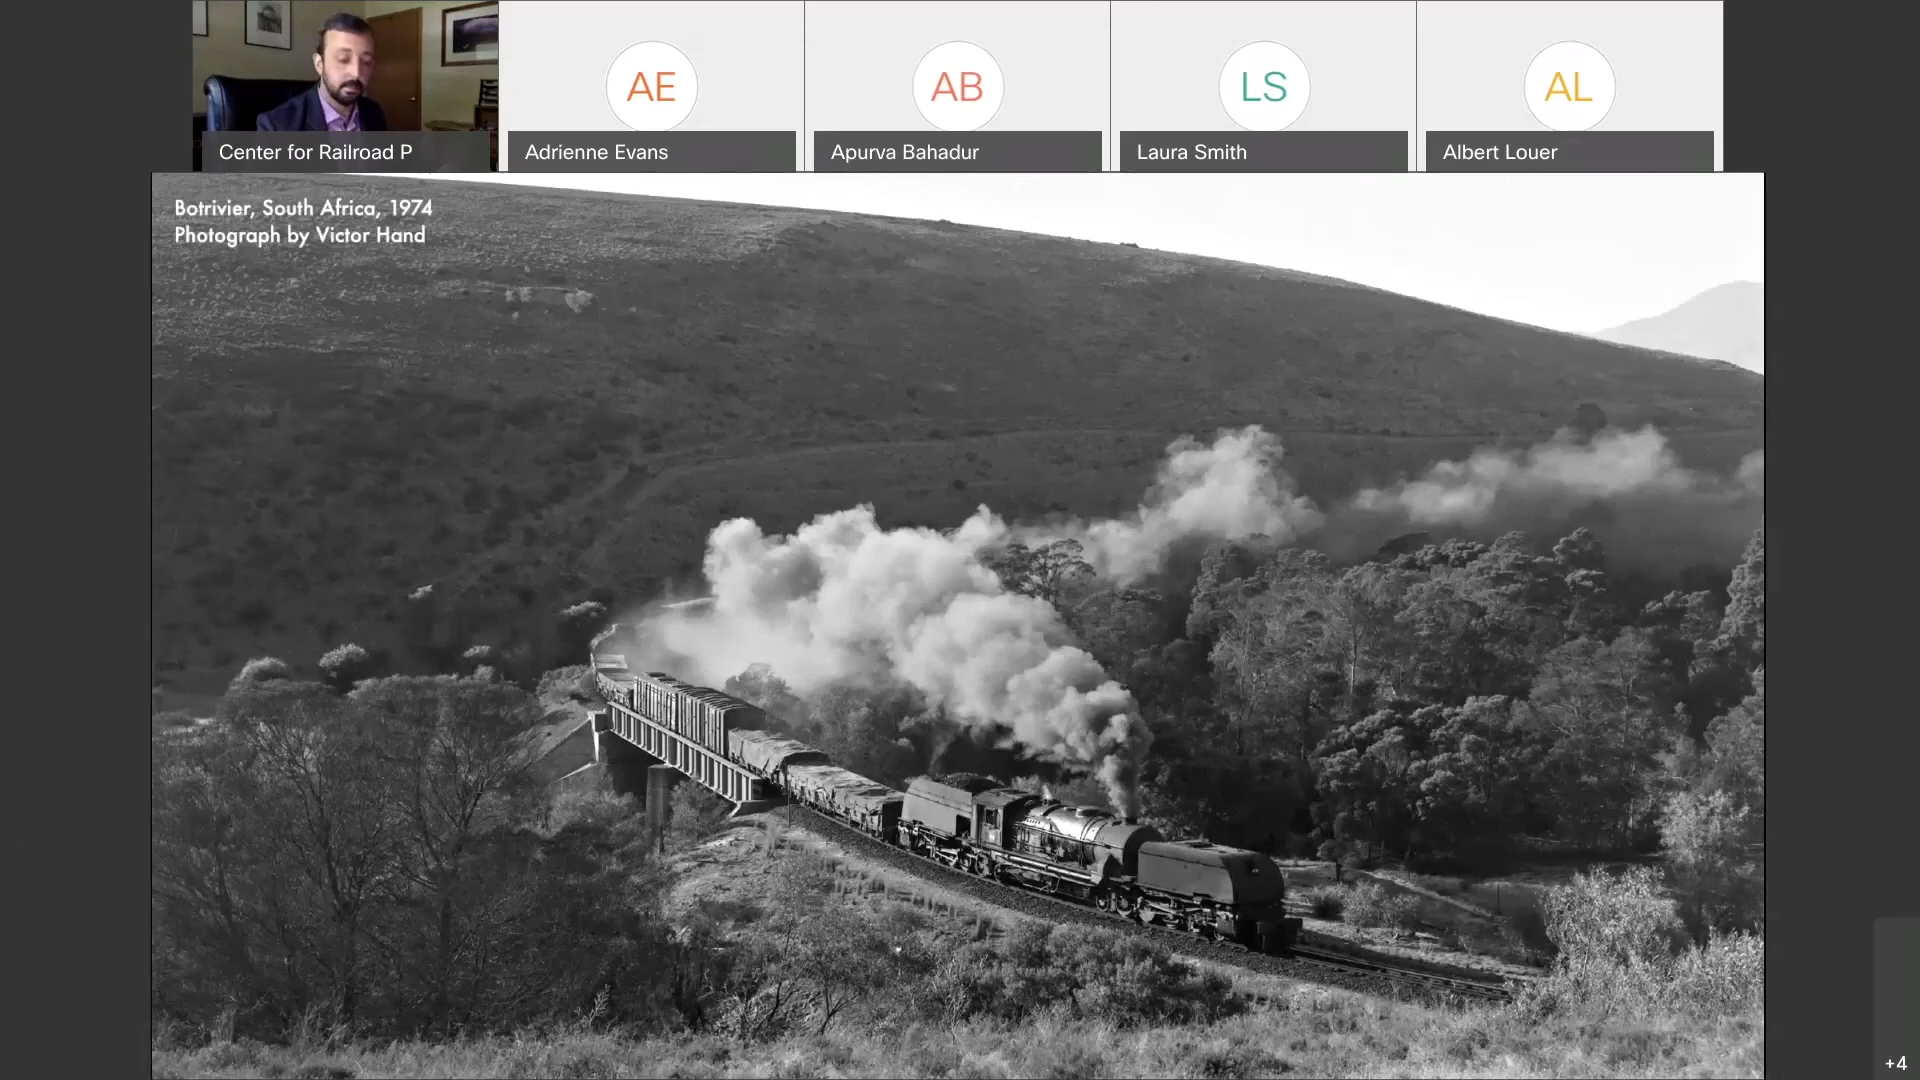 AE
AB
LS
AL
Center for Railroad P
Adrienne Evans
Apurva Bahadur
Laura Smith
Albert Louer
Botrivier, South Africa, 1974
Photograph by Victor Hand
+4